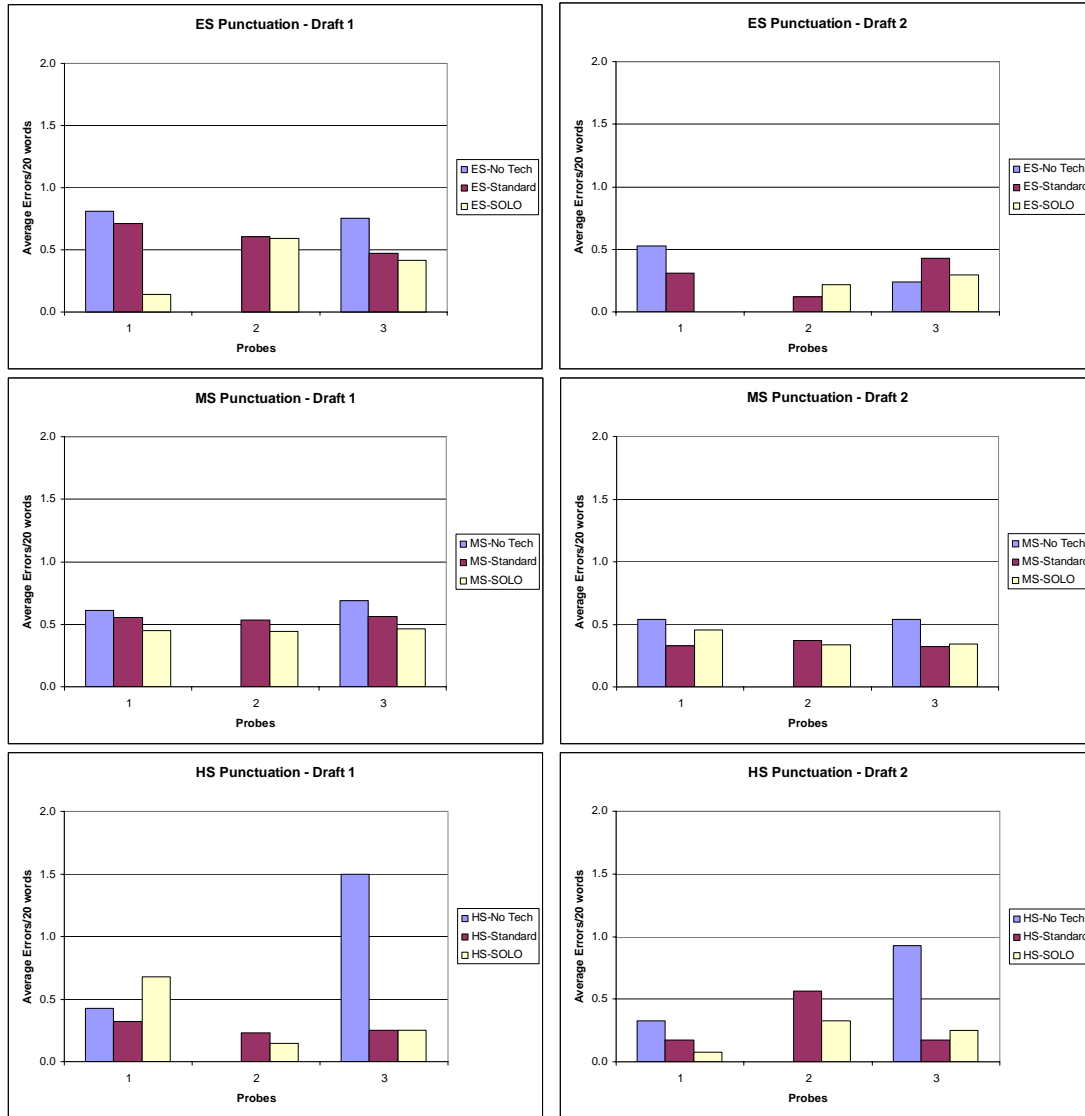 ES Punctuation - Draft 1
2.0
1.5
1.0
0.5
0.0
Average Errors/20 words
1 2 3
Probes
ES-No Tech
ES-Standard
ES-SOLO
ES Punctuation - Draft 2
2.0
1.5
1.0
0.5
0.0
Average Errors/20 words
1 2 3
Probes
ES-No Tech
ES-Standard
ES-SOLO
MS Punctuation - Draft 1
2.0
1.5
1.0
0.5
0.0
Average Errors/20 words
1 2 3
Probes
MS-No Tech
MS-Standard
MS-SOLO
MS Punctuation - Draft 2
2.0
1.5
1.0
0.5
0.0
Average Errors/20 words
1 2 3
Probes
MS-No Tech
MS-Standard
MS-SOLO
HS Punctuation - Draft 1
2.0
1.5
1.0
0.5
0.0
Average Errors/20 words
1 2 3
Probes
HS-No Tech
HS-Standard
HS-SOLO
HS Punctuation - Draft 2
2.0
1.5
1.0
0.5
0.0
Average Errors/20 words
1 2 3
Probes
HS-No Tech
HS-Standard
HS-SOLO